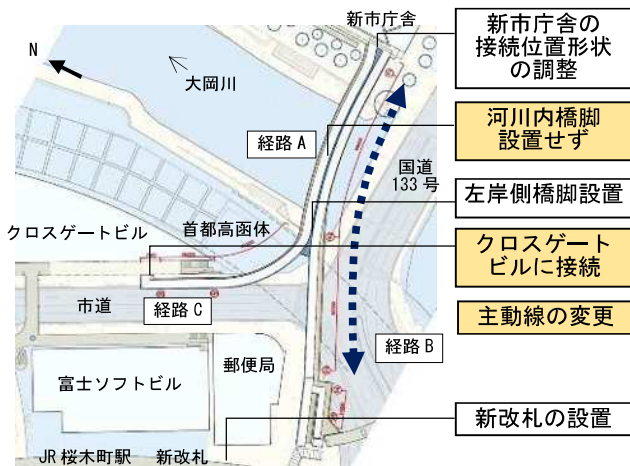 新市庁舎
N
大岡川
経路 A
国道
133 号
首都高函体
クロスゲートビル
市道
経路 C
経路 B
郵便局
富士ソフトビル
JR 桜木町駅 新改札
新市庁舎の
接続位置形状
の調整
河川内橋脚
設置せず
左岸側橋脚設置
クロスゲート
ビルに接続
主動線の変更
新改札の設置